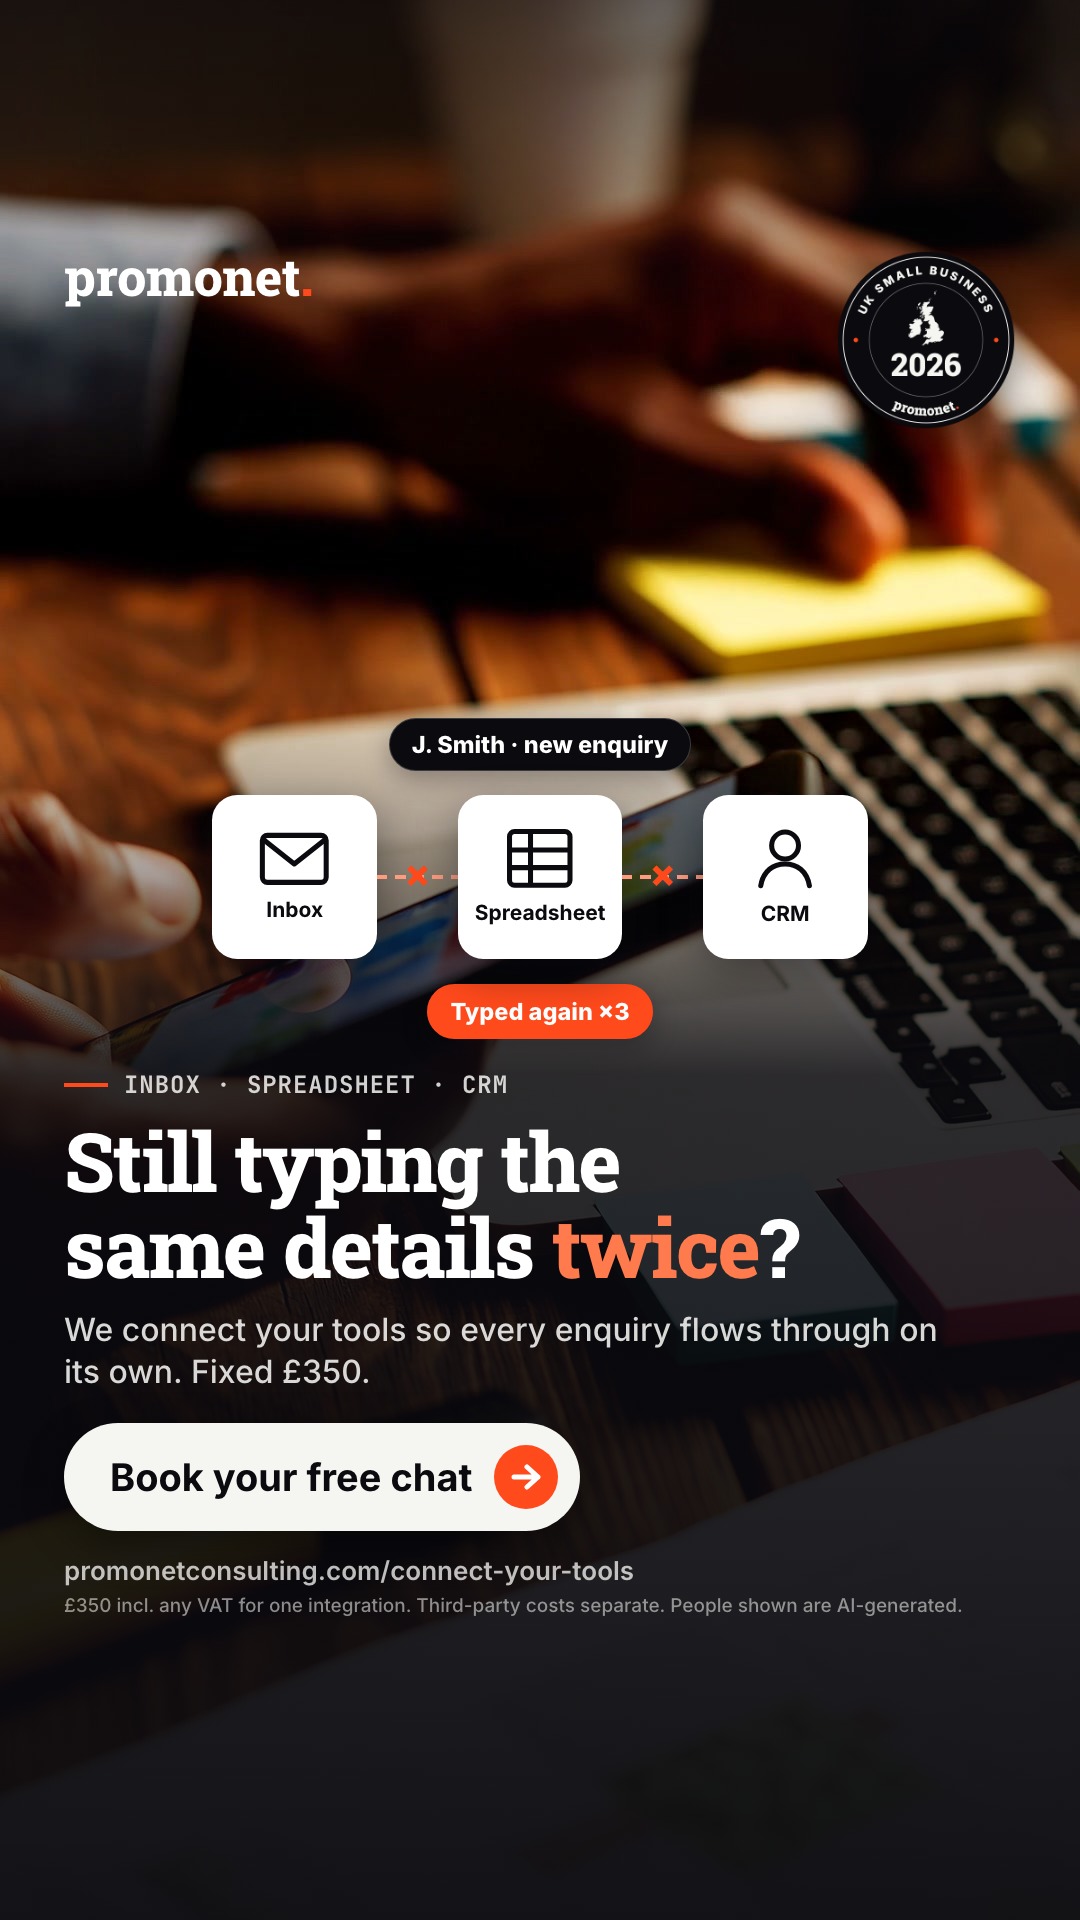 promonet.
UK SMALL BUSINESS
2026
promonet.
J. Smith · new enquiry
Inbox
Spreadsheet
CRM
Typed again ×3
INBOX · SPREADSHEET · CRM
Still typing the
same details twice?
We connect your tools so every enquiry flows through on
its own. Fixed £350.
Book your free chat
promonetconsulting.com/connect-your-tools
£350 incl. any VAT for one integration. Third-party costs separate. People shown are AI-generated.